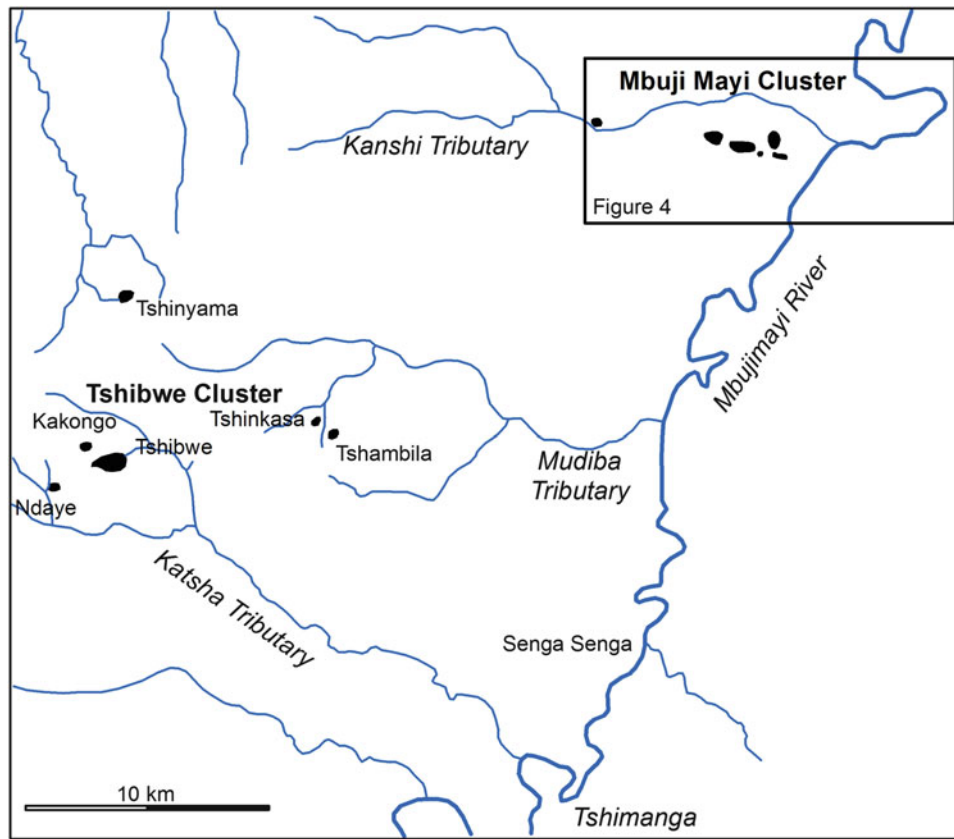 Mbuji Mayi Cluster
Kanshi Tributary
Figure 4
Tshinyama
Mbujimayi River
Tshibwe Cluster
Kakongo
Tshinkasa
Tshibwe
Tshambila
Mudiba
Tributary
Ndaye
Katsha Tributary
Senga Senga
10 km
Tshimanga